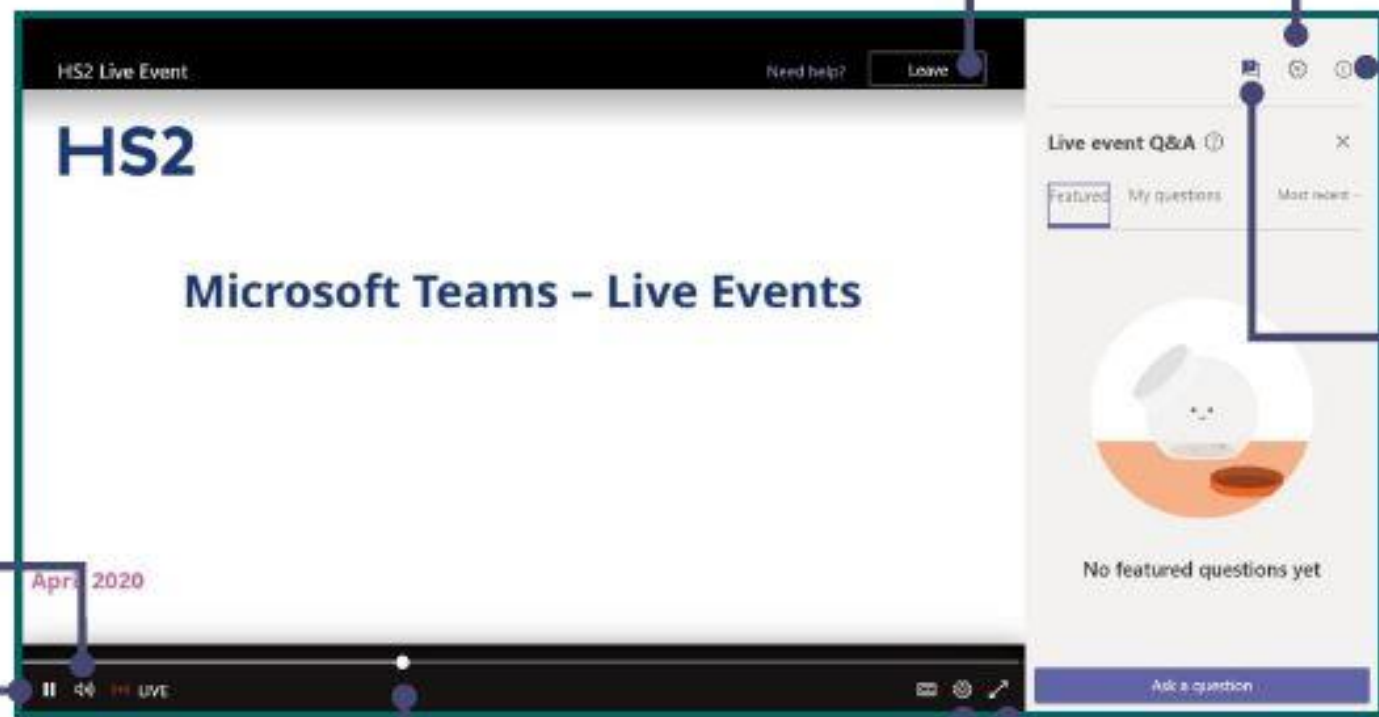 HS2 Live Event
Need help?
Leave
HS2
Microsoft Teams – Live Events
April 2020
LIVE
Live event Q&A
Featured
My questions
Most recent
No featured questions yet
Ask a question